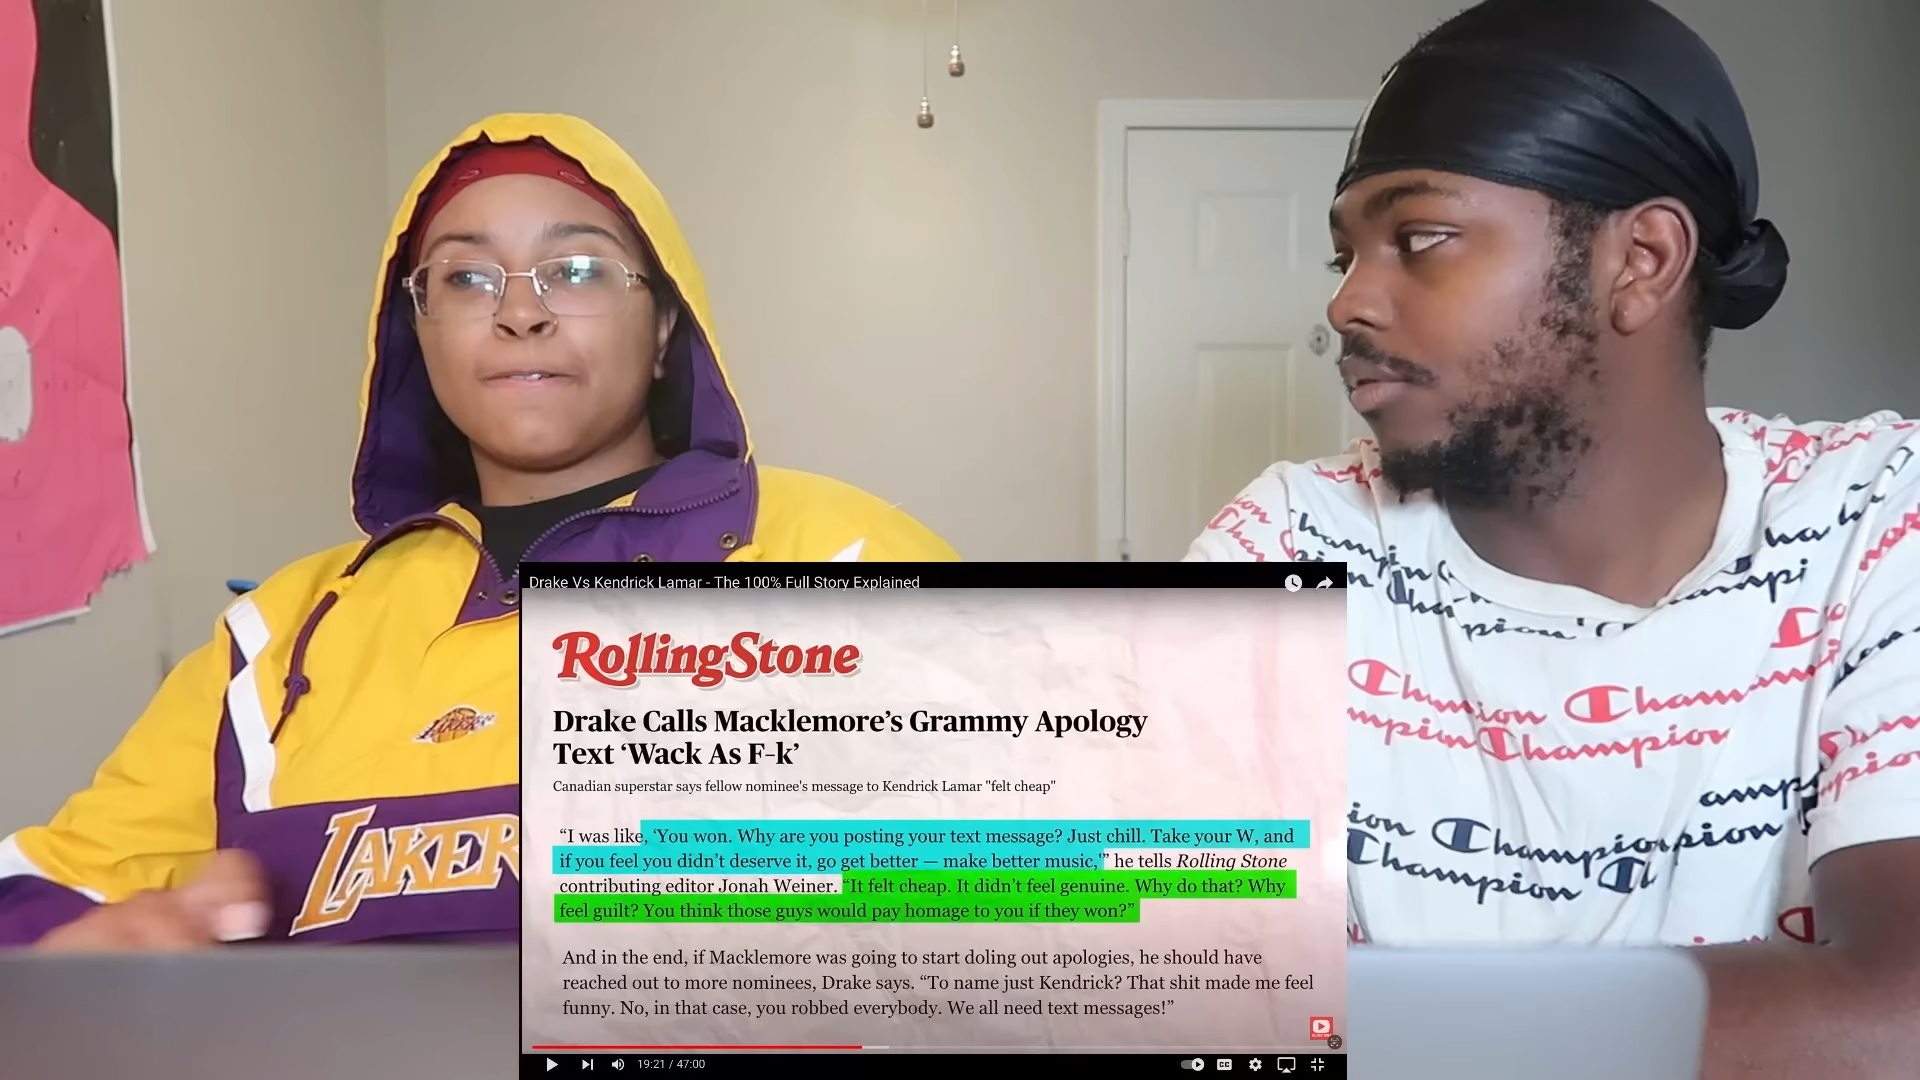 LAKERS
LAKER
Champion
Champion
Champion
Champion
Champion
Champion
Drake Vs Kendrick Lamar - The 100% Full Story Explained
RollingStone
Drake Calls Macklemore’s Grammy Apology
Text ‘Wack As F-k’
Canadian superstar says fellow nominee's message to Kendrick Lamar "felt cheap"
“I was like, ‘You won. Why are you posting your text message? Just chill. Take your W, and
if you feel you didn’t deserve it, go get better — make better music,'” he tells Rolling Stone
contributing editor Jonah Weiner. “It felt cheap. It didn’t feel genuine. Why do that? Why
feel guilt? You think those guys would pay homage to you if they won?”
And in the end, if Macklemore was going to start doling out apologies, he should have
reached out to more nominees, Drake says. “To name just Kendrick? That shit made me feel
funny. No, in that case, you robbed everybody. We all need text messages!”
19:21 / 47:00
CC